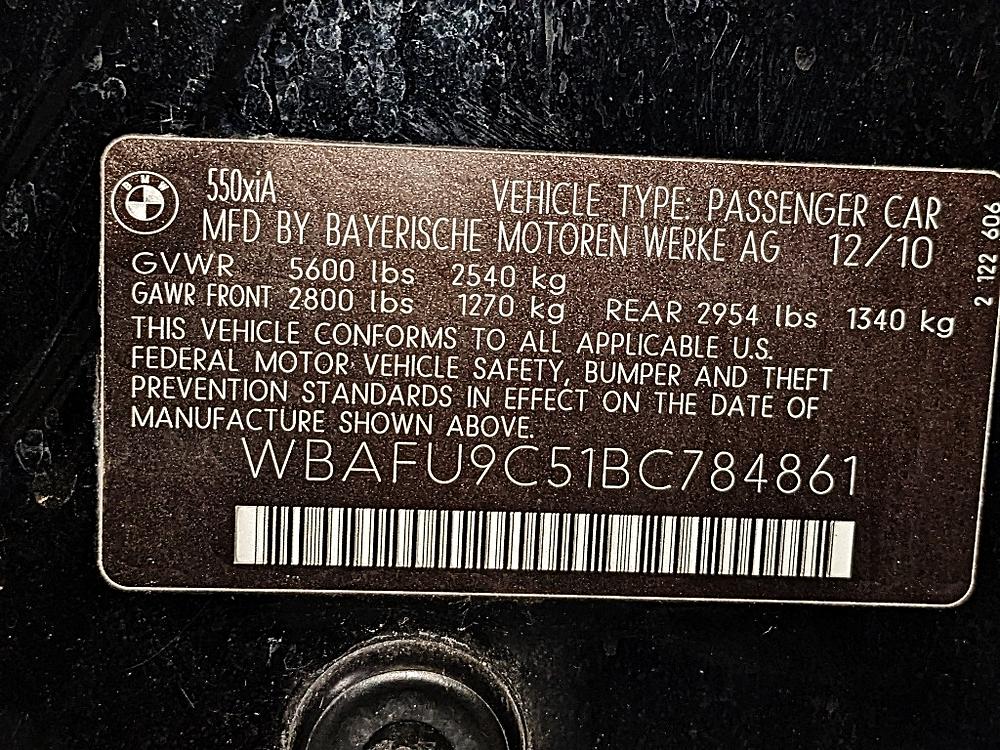 BMW
550xiA VEHICLE TYPE: PASSENGER CAR
MFD BY BAYERISCHE MOTOREN WERKE AG 12/10
GVWR 5600 lbs 2540 kg
GAWR FRONT 2800 lbs 1270 kg REAR 2954 lbs 1340 kg
THIS VEHICLE CONFORMS TO ALL APPLICABLE U.S.
FEDERAL MOTOR VEHICLE SAFETY, BUMPER AND THEFT
PREVENTION STANDARDS IN EFFECT ON THE DATE OF
MANUFACTURE SHOWN ABOVE.
WBAFU9C51BC784861
2 122 606